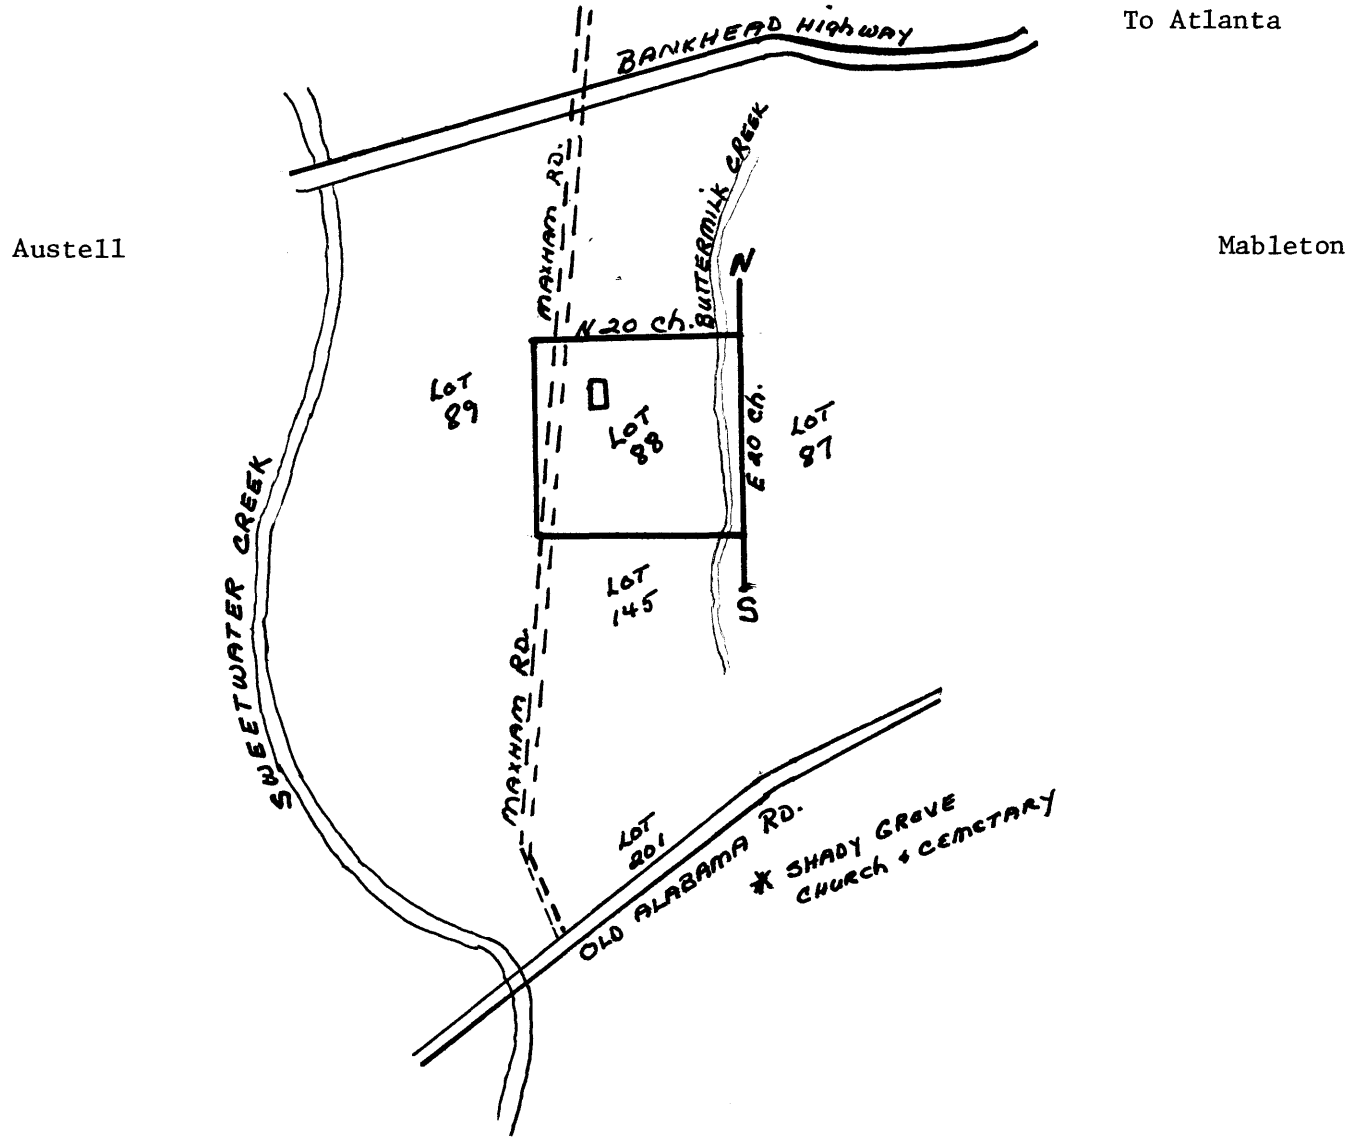 To Atlanta
BANKHEAD HighWAY
Austell
Mableton
MAXHAM RD.
BUTTERMILK CREEK
N
N 20 Ch.
LOT
89
LOT
88
E 20 Ch.
LOT
87
SWEETWATER CREEK
LOT
145
S
MAXHAM RD.
LOT
201
OLD ALABAMA RD.
* SHADY GROVE
CHURCh & CEMETARY